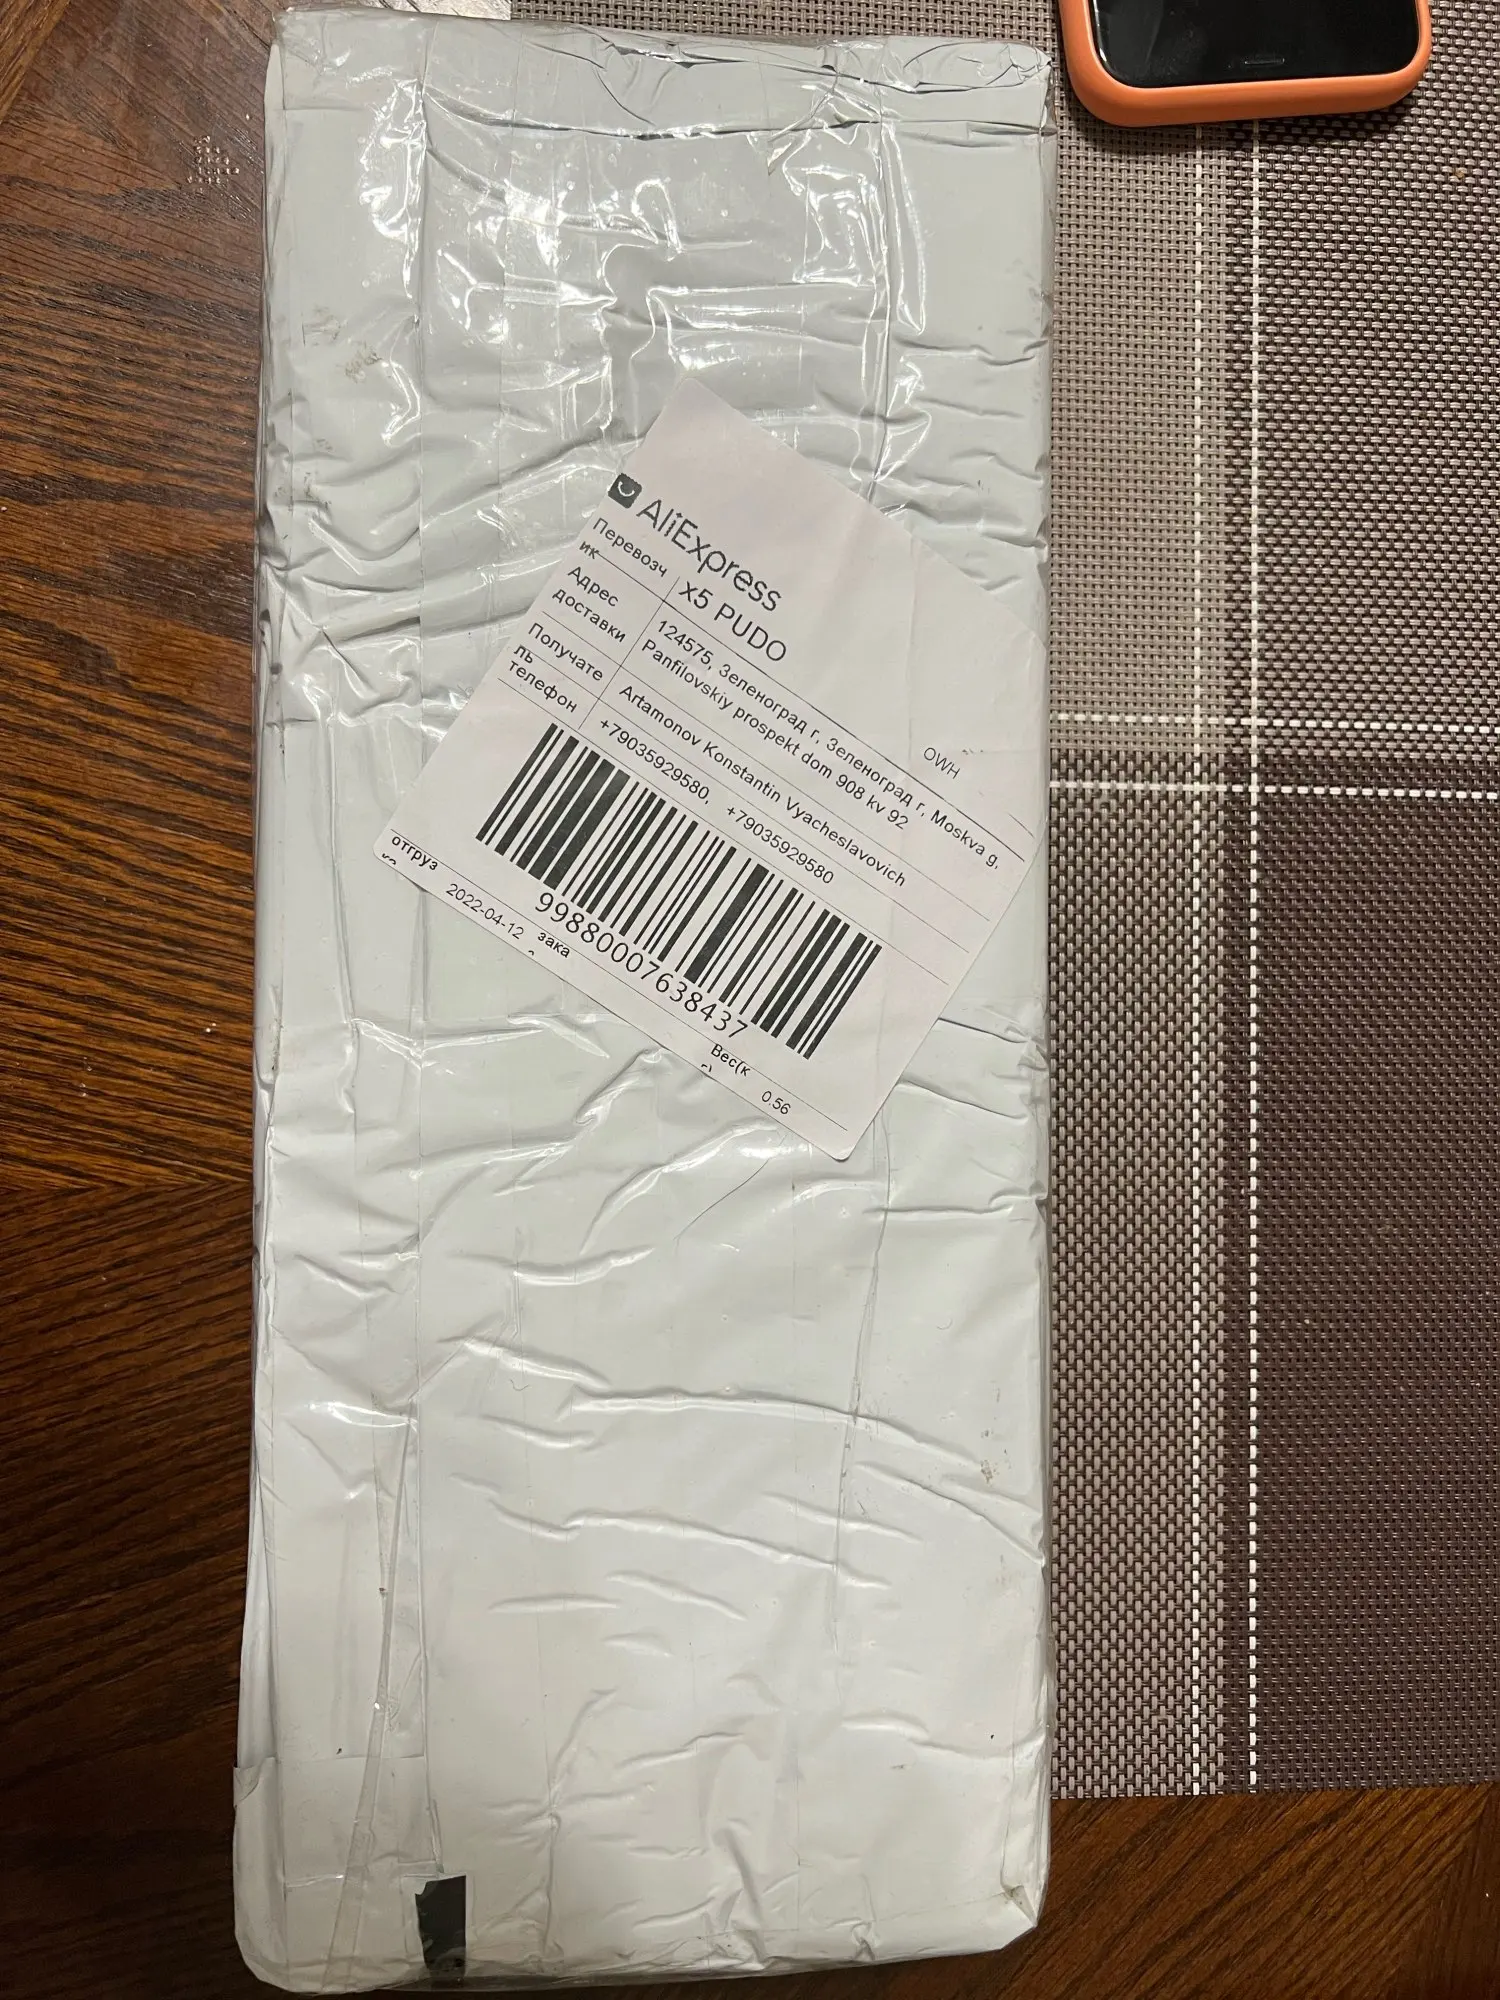 AliExpress
Перевозч
ик
x5 PUDO
Адрес
доставки
124575, Зеленоград г, Зеленоград г, Moskva g,
Panfilovskiy prospekt dom 908 kv 92
OWH
Получате
ль
Artamonov Konstantin Vyacheslavovich
телефон
+79035929580, +79035929580
99880007638437
отгруз
2022-04-12
зака
Вес(к
0.56